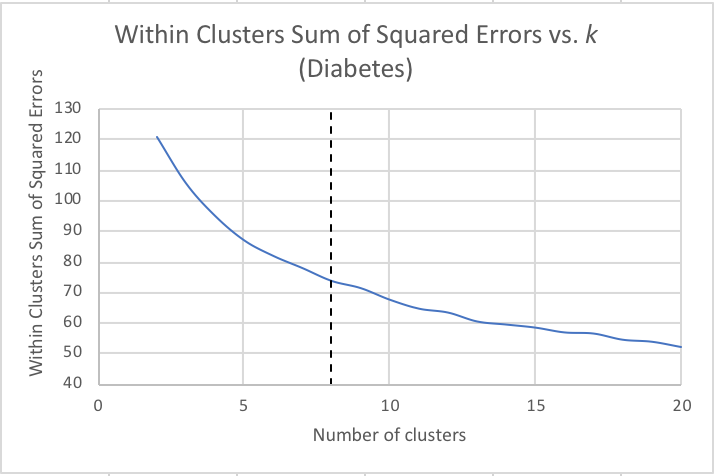 Within Clusters Sum of Squared Errors vs. k
(Diabetes)
Within Clusters Sum of Squared Errors
130
120
110
100
90
80
70
60
50
40
0 5 10 15 20
Number of clusters